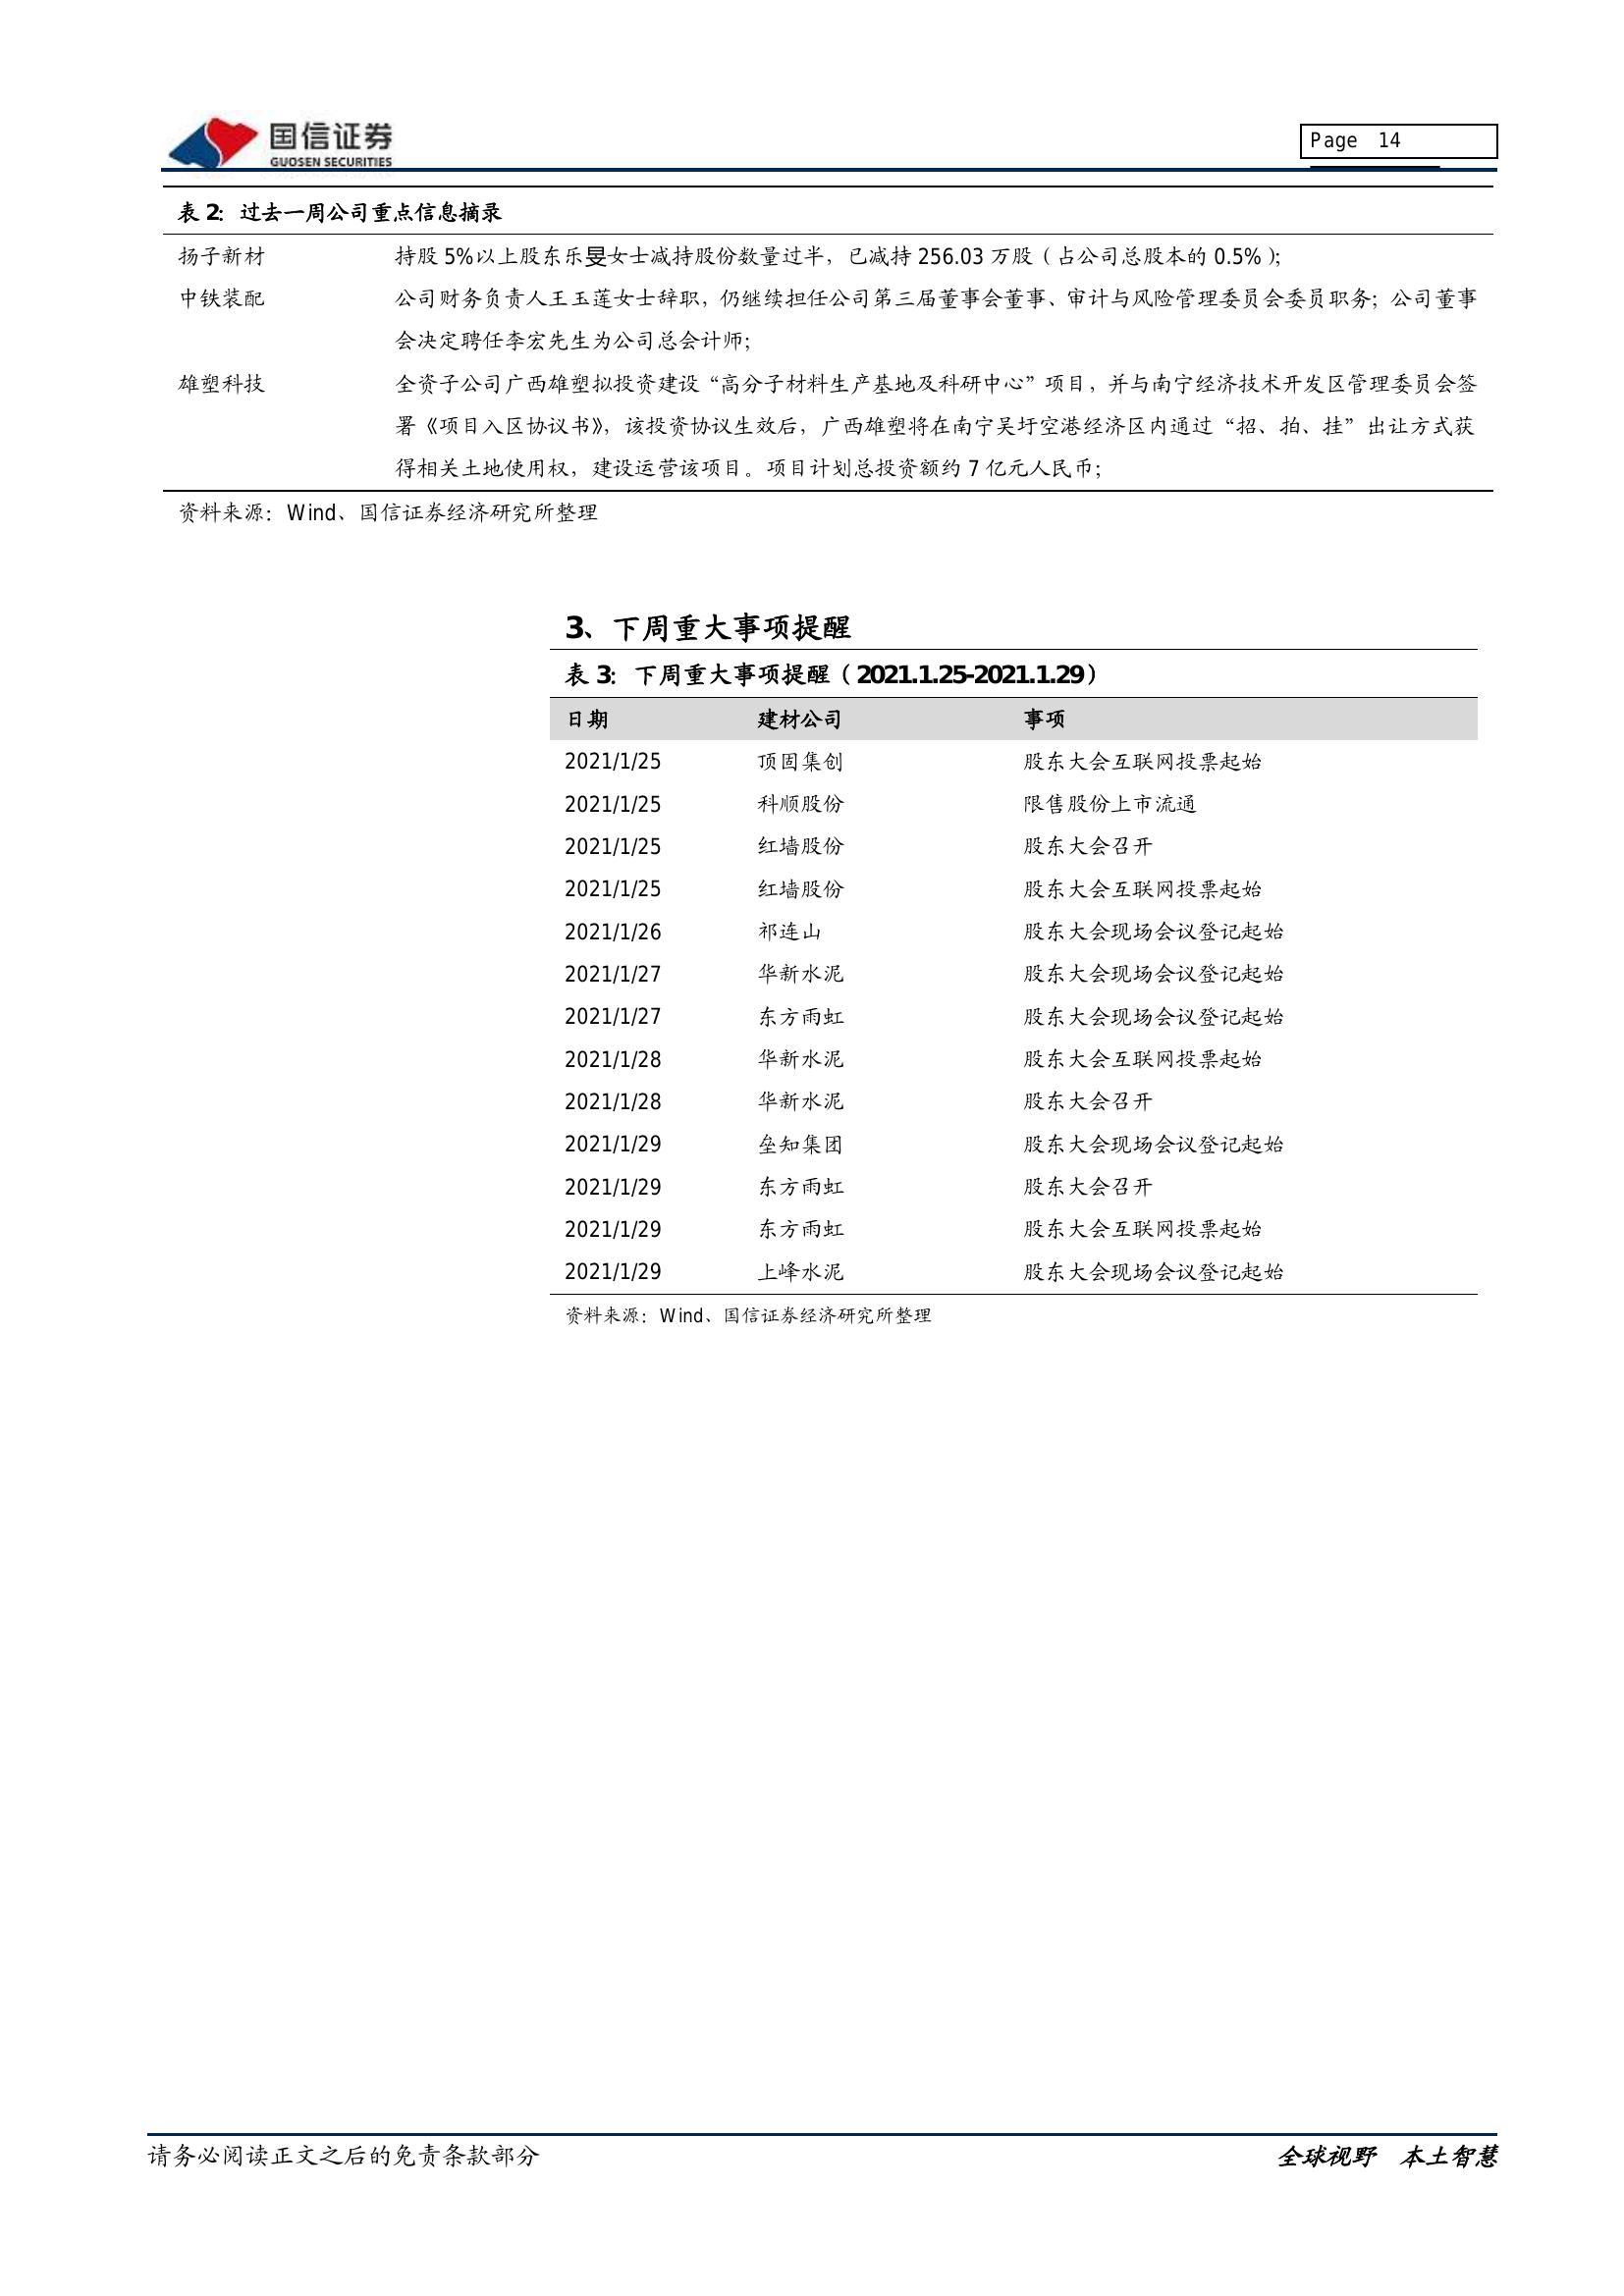 国信证券
GUOSEN SECURITIES
Page 14
表 2：过去一周公司重点信息摘录
扬子新材 持股 5%以上股东乐旻女士减持股份数量过半，已减持 256.03 万股（占公司总股本的 0.5%）；
中铁装配 公司财务负责人王玉莲女士辞职，仍继续担任公司第三届董事会董事、审计与风险管理委员会委员职务；公司董事
会决定聘任李宏先生为公司总会计师；
雄塑科技 全资子公司广西雄塑拟投资建设“高分子材料生产基地及科研中心”项目，并与南宁经济技术开发区管理委员会签
署《项目入区协议书》，该投资协议生效后，广西雄塑将在南宁吴圩空港经济区内通过“招、拍、挂”出让方式获
得相关土地使用权，建设运营该项目。项目计划总投资额约 7 亿元人民币；
资料来源：Wind、国信证券经济研究所整理
3、下周重大事项提醒
表 3：下周重大事项提醒（2021.1.25-2021.1.29）
日期 建材公司 事项
2021/1/25 顶固集创 股东大会互联网投票起始
2021/1/25 科顺股份 限售股份上市流通
2021/1/25 红墙股份 股东大会召开
2021/1/25 红墙股份 股东大会互联网投票起始
2021/1/26 祁连山 股东大会现场会议登记起始
2021/1/27 华新水泥 股东大会现场会议登记起始
2021/1/27 东方雨虹 股东大会现场会议登记起始
2021/1/28 华新水泥 股东大会互联网投票起始
2021/1/28 华新水泥 股东大会召开
2021/1/29 垒知集团 股东大会现场会议登记起始
2021/1/29 东方雨虹 股东大会召开
2021/1/29 东方雨虹 股东大会互联网投票起始
2021/1/29 上峰水泥 股东大会现场会议登记起始
资料来源：Wind、国信证券经济研究所整理
请务必阅读正文之后的免责条款部分 全球视野 本土智慧